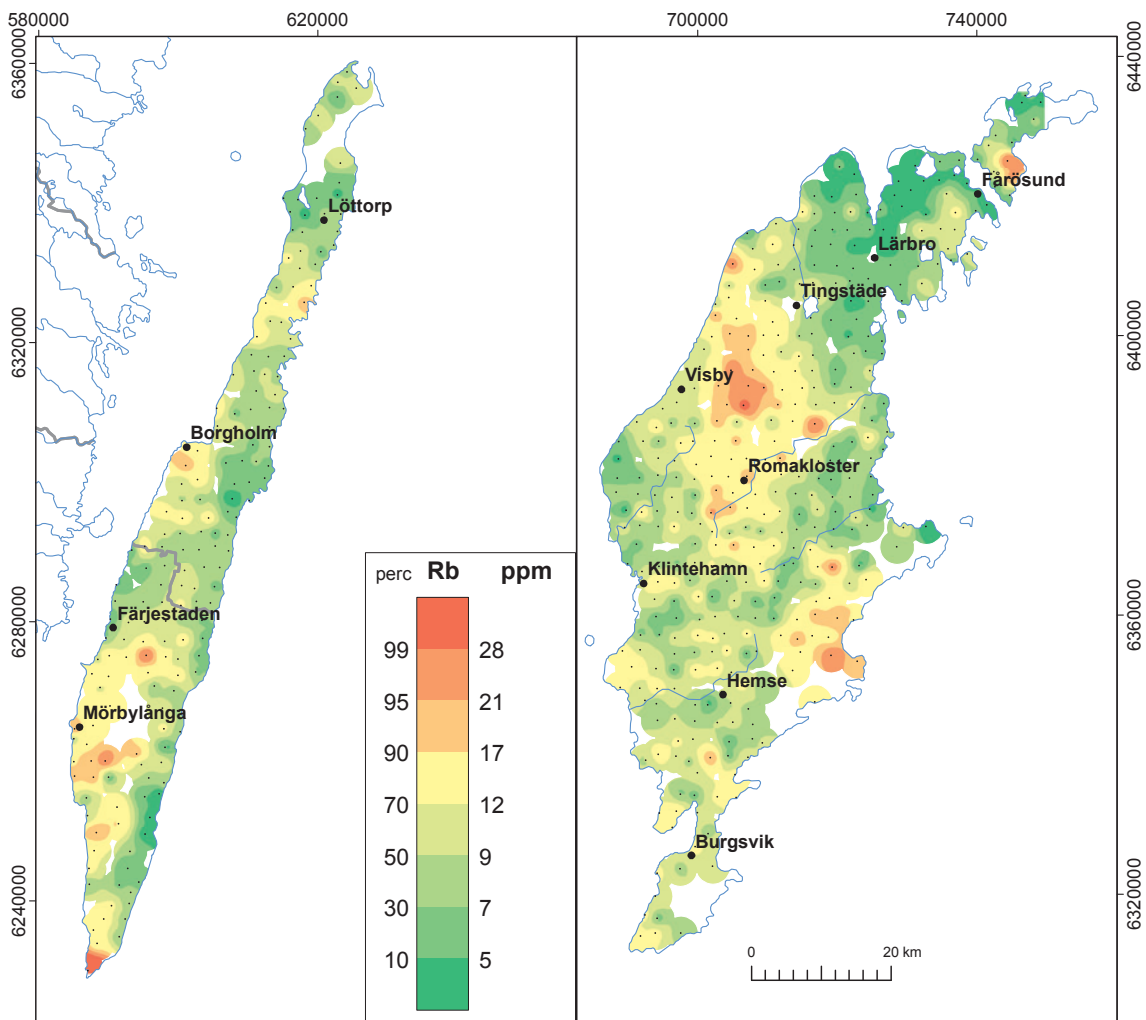 580000 620000 700000 740000
6360000
6320000
6280000
6240000
6440000
6400000
6360000
6320000
Löttorp
Borgholm
Färjestaden
Mörbylånga
Fårösund
Lärbro
Tingstäde
Visby
Romakloster
Klintehamn
Hemse
Burgsvik
perc Rb ppm
99 28
95 21
90 17
70 12
50 9
30 7
10 5
0 20 km